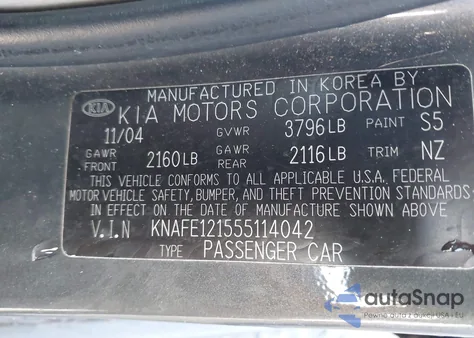 MANUFACTURED IN KOREA BY
KIA KIA MOTORS CORPORATION
11/04 GVWR 3796LB PAINT S5
GAWR FRONT 2160LB GAWR REAR 2116LB TRIM NZ
THIS VEHICLE CONFORMS TO ALL APPLICABLE U.S.A. FEDERAL
MOTOR VEHICLE SAFETY, BUMPER, AND THEFT PREVENTION STANDARDS
IN EFFECT ON THE DATE OF MANUFACTURE SHOWN ABOVE
V.I.N KNAFE121555114042
TYPE PASSENGER CAR
autoSnap